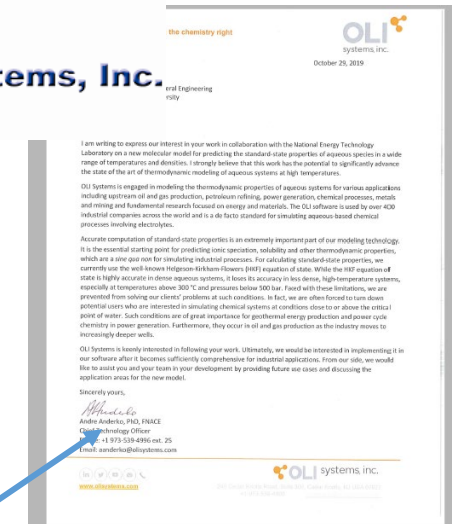 the chemistry right
OLI
systems, inc.
tems, Inc.
October 29, 2019
eral Engineering
rsity
I am writing to express our interest in your work in collaboration with the National Energy Technology
Laboratory on a new molecular model for predicting the standard-state properties of aqueous species in a wide
range of temperatures and densities. I strongly believe that this work has the potential to significantly advance
the state of the art of thermodynamic modeling of aqueous systems at high temperatures.
OLI Systems is engaged in modeling the thermodynamic properties of aqueous systems for various applications
including upstream oil and gas production, petroleum refining, power generation, chemical processes, metals
and mining and fundamental research focused on energy and materials. The OLI software is used by over 400
industrial companies across the world and is a de facto standard for simulating aqueous-based chemical
processes involving electrolytes.
Accurate computation of standard-state properties is an extremely important part of our modeling technology.
It is the essential starting point for predicting ionic speciation, solubility and other thermodynamic properties,
which are a sine qua non for simulating industrial processes. For calculating standard-state properties, we
currently use the well-known Helgeson-Kirkham-Flowers (HKF) equation of state. While the HKF equation of
state is highly accurate in dense aqueous systems, it loses its accuracy in less dense, high-temperature systems,
especially at temperatures above 300 °C and pressures below 500 bar. Faced with these limitations, we are
prevented from solving our clients' problems at such conditions. In fact, we are often forced to turn down
potential users who are interested in simulating chemical systems at conditions close to or above the critical
point of water. Such conditions are of great importance for geothermal energy production and power cycle
chemistry in power generation. Furthermore, they occur in oil and gas production as the industry moves to
increasingly deeper wells.
OLI Systems is keenly interested in following your work. Ultimately, we would be interested in implementing it in
our software after it becomes sufficiently comprehensive for industrial applications. From our side, we would
like to assist you and your team in your development by providing future use cases and discussing the
application areas for the new model.
Sincerely yours,
AAnderko
Andre Anderko, PhD, FNACE
Chief Technology Officer
: +1 973-539-4996 ext. 25
Email: aanderko@olisystems.com
OLI systems, inc.
www.olisystems.com